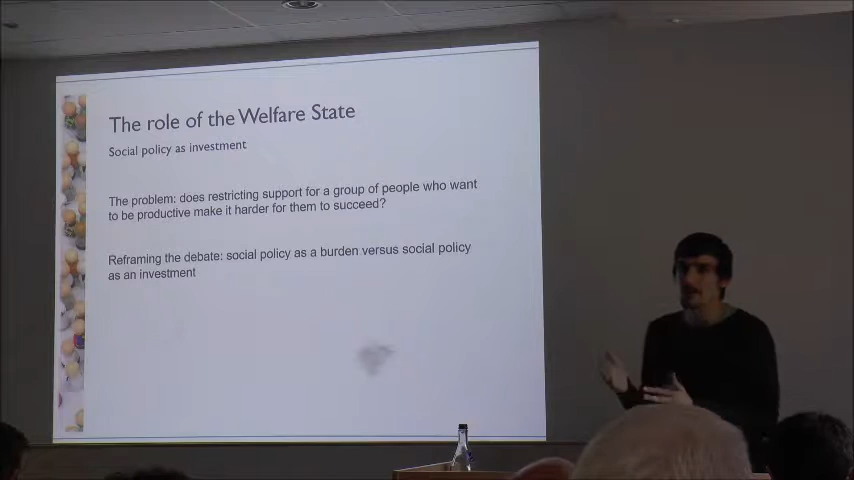 The role of the Welfare State
Social policy as investment
The problem: does restricting support for a group of people who want
to be productive make it harder for them to succeed?
Reframing the debate: social policy as a burden versus social policy
as an investment